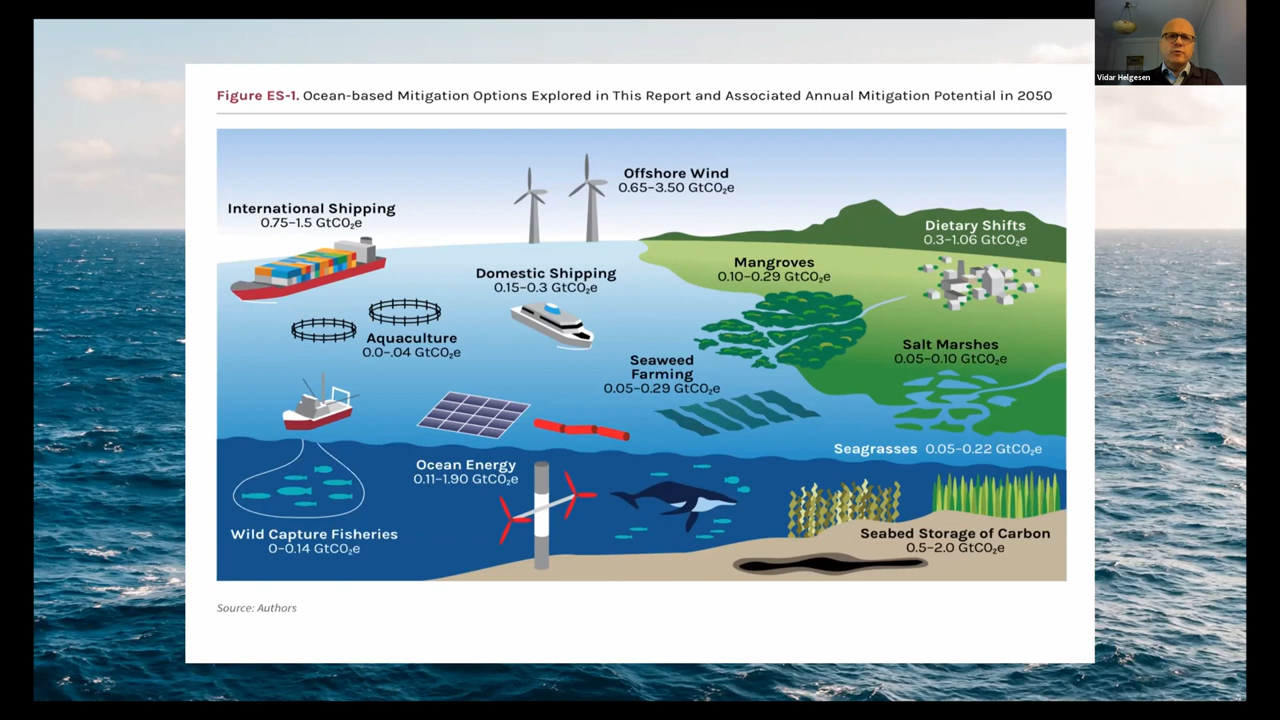 Vidar Helgesen
Figure ES-1. Ocean-based Mitigation Options Explored in This Report and Associated Annual Mitigation Potential in 2050
Offshore Wind
0.65–3.50 GtCO₂e
International Shipping
0.75–1.5 GtCO₂e
Dietary Shifts
0.3–1.06 GtCO₂e
Mangroves
0.10–0.29 GtCO₂e
Domestic Shipping
0.15–0.3 GtCO₂e
Aquaculture
0.0–.04 GtCO₂e
Salt Marshes
0.05–0.10 GtCO₂e
Seaweed
Farming
0.05–0.29 GtCO₂e
Seagrasses 0.05–0.22 GtCO₂e
Ocean Energy
0.11–1.90 GtCO₂e
Wild Capture Fisheries
0–0.14 GtCO₂e
Seabed Storage of Carbon
0.5–2.0 GtCO₂e
Source: Authors